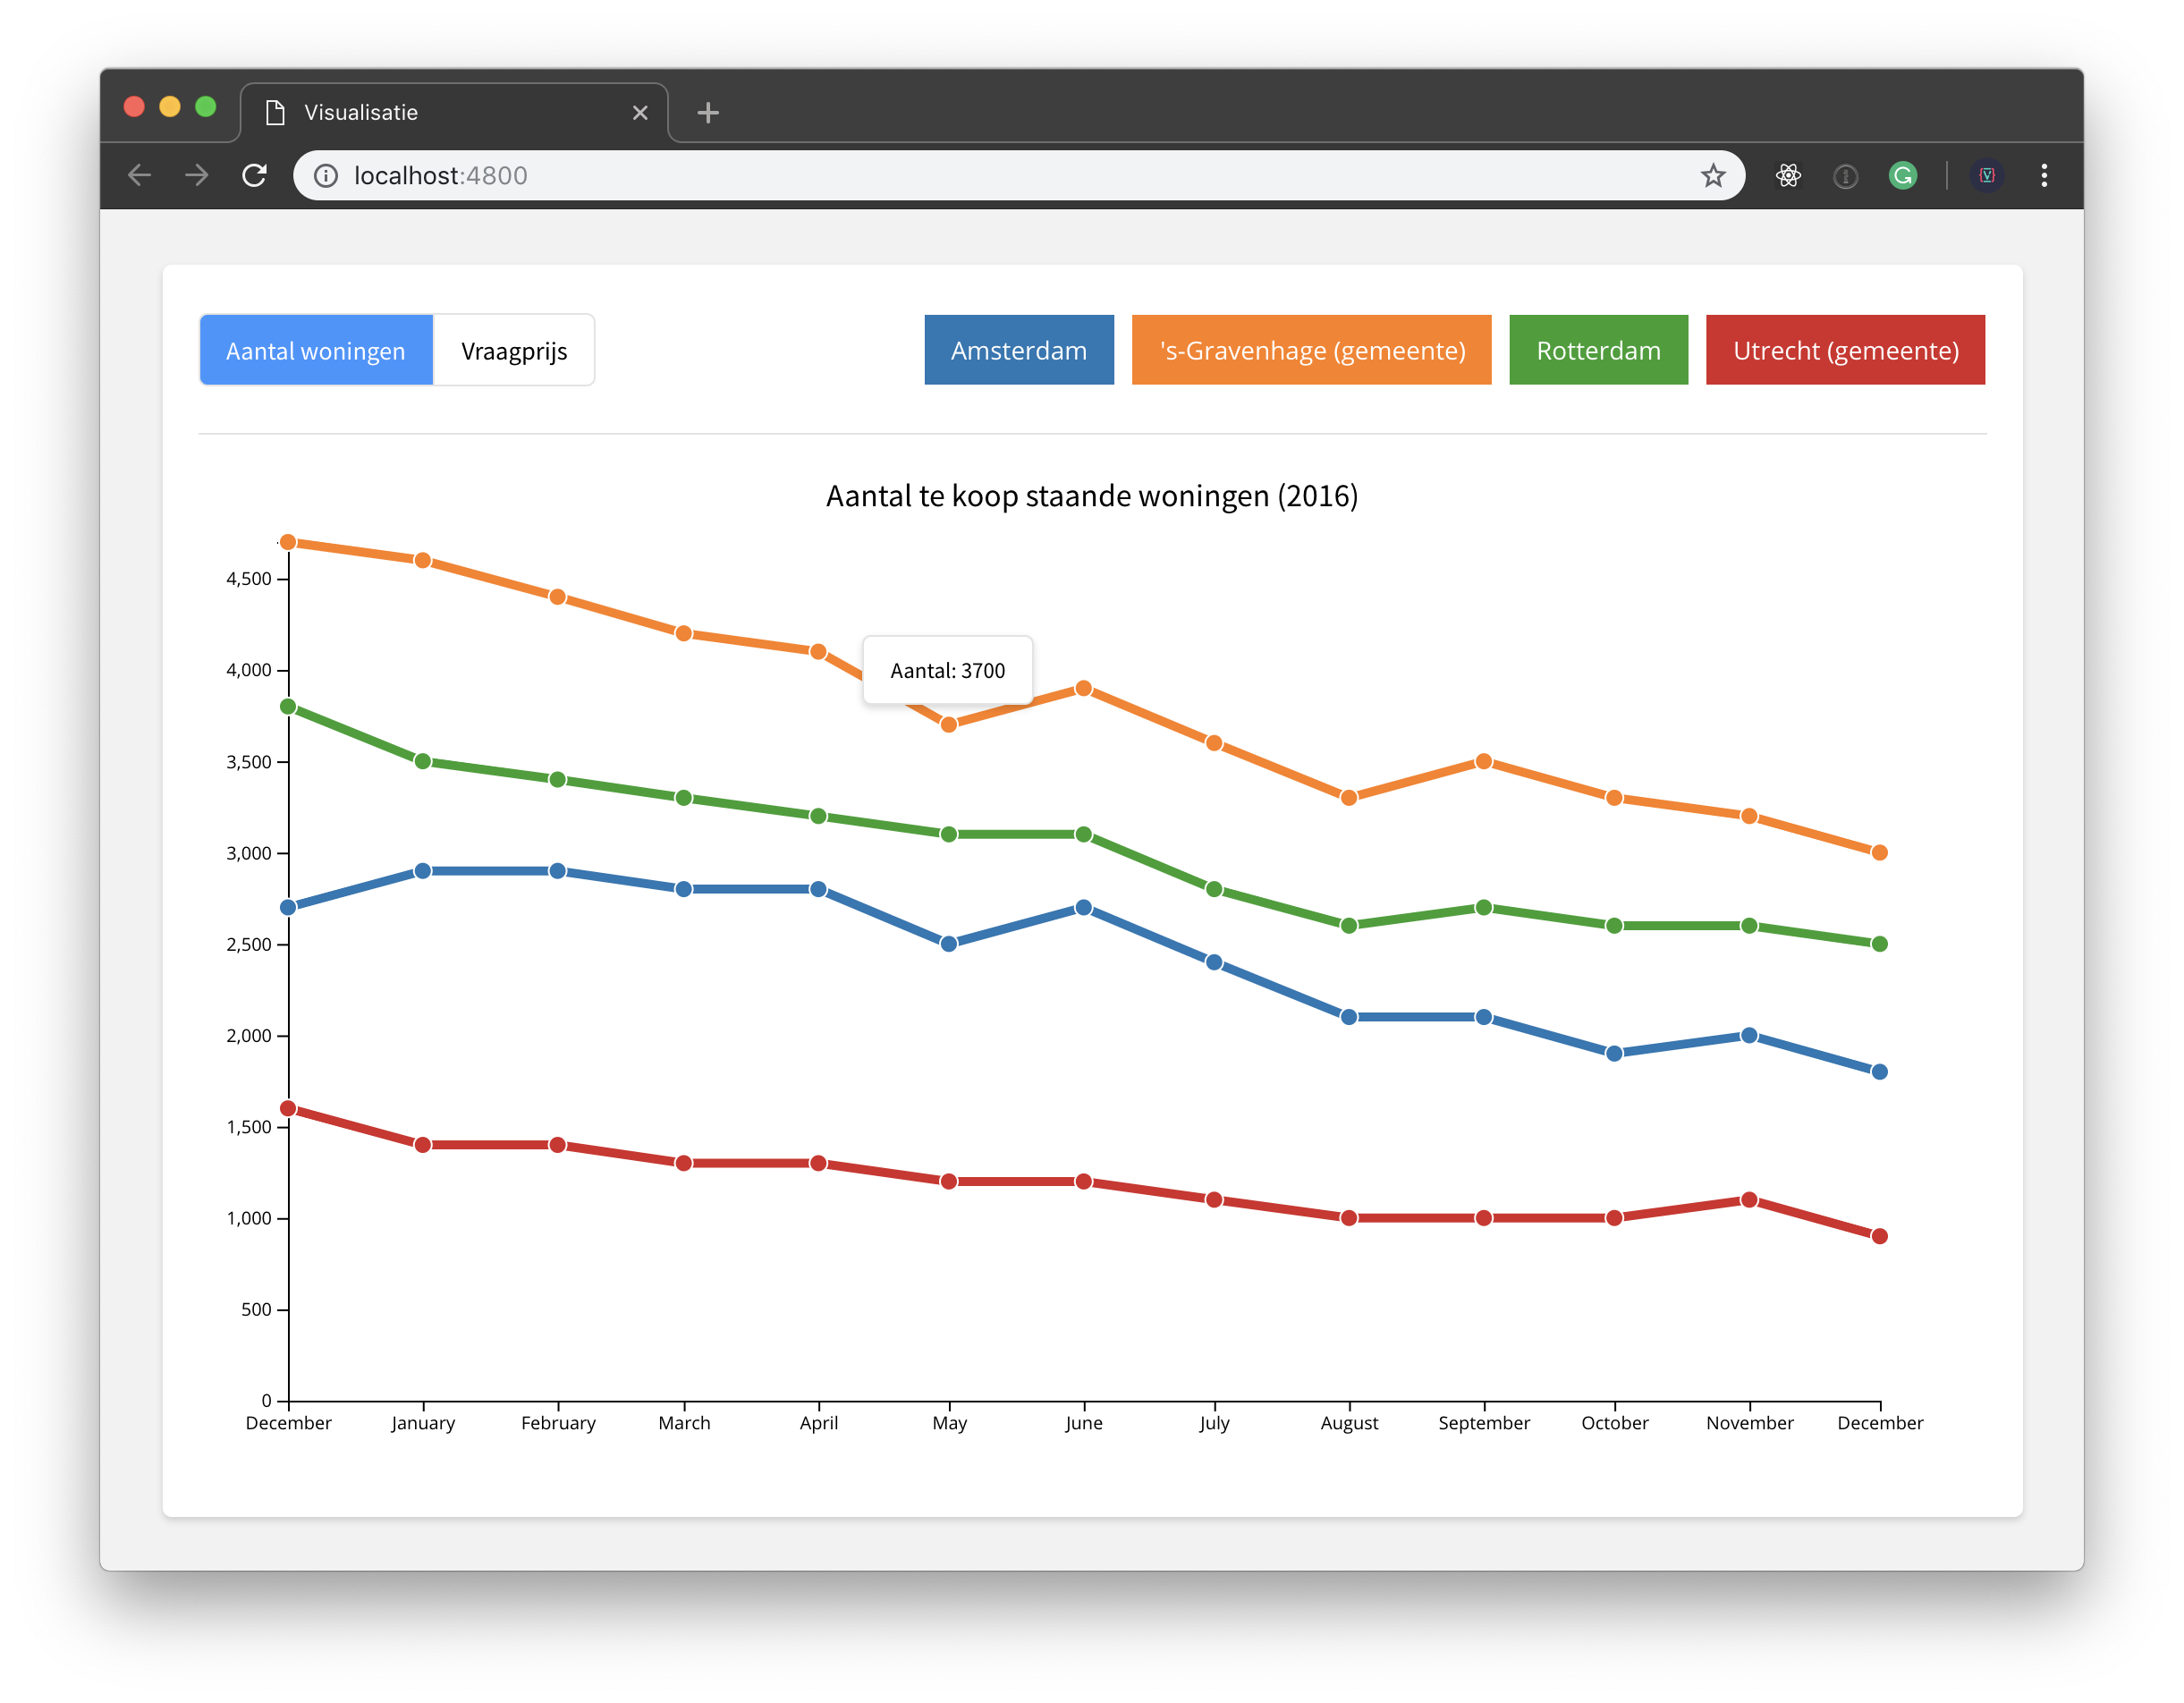 Visualisatie
localhost:4800
Aantal woningen Vraagprijs Amsterdam 's-Gravenhage (gemeente) Rotterdam Utrecht (gemeente)
Aantal te koop staande woningen (2016)
4,500
4,000
Aantal: 3700
3,500
3,000
2,500
2,000
1,500
1,000
500
0
December January February March April May June July August September October November December